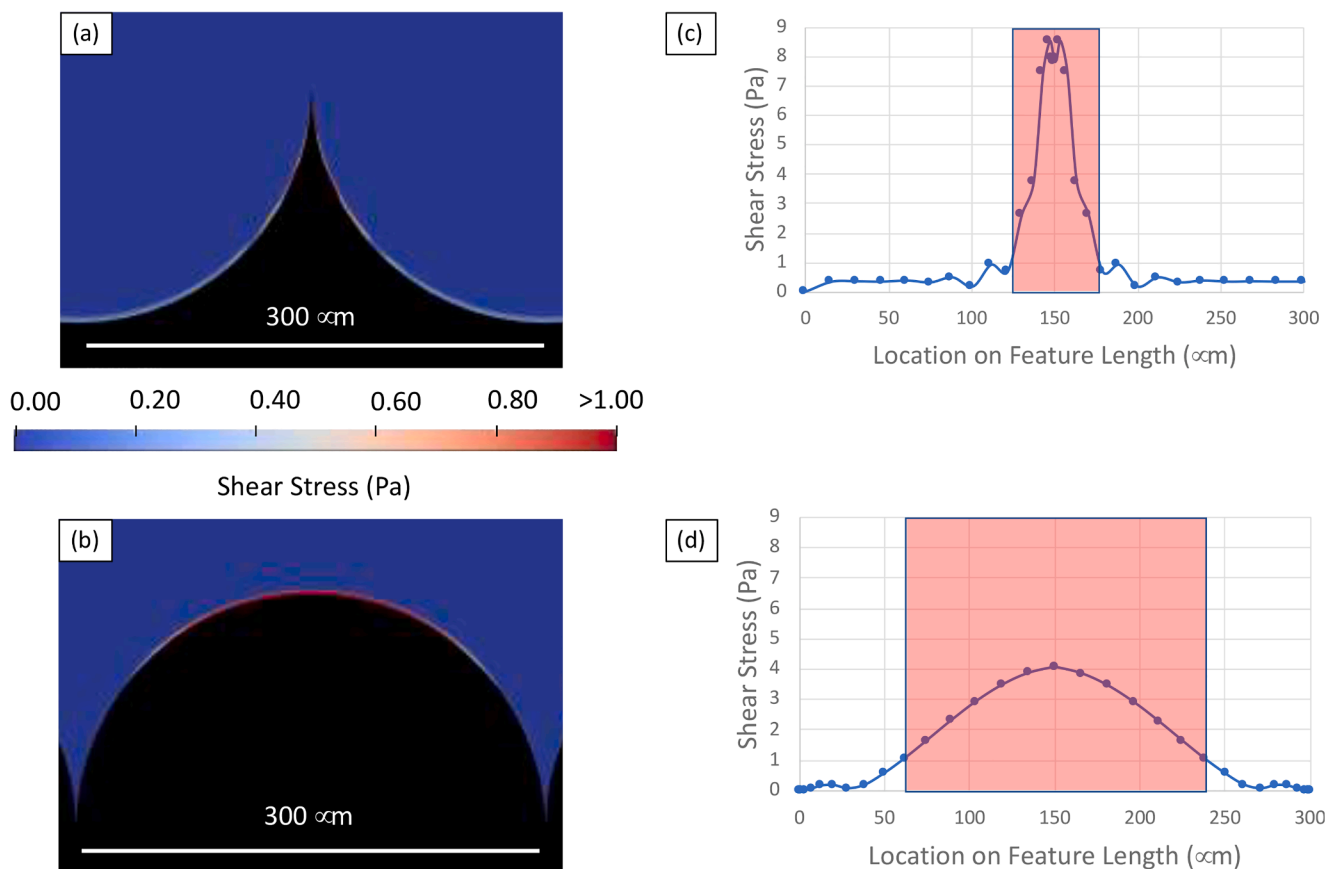 (a)
300 ∝m
0.00 0.20 0.40 0.60 0.80 >1.00
Shear Stress (Pa)
(b)
300 ∝m
(c)
Shear Stress (Pa)
9
8
7
6
5
4
3
2
1
0
0 50 100 150 200 250 300
Location on Feature Length (∝m)
(d)
Shear Stress (Pa)
9
8
7
6
5
4
3
2
1
0
0 50 100 150 200 250 300
Location on Feature Length (∝m)